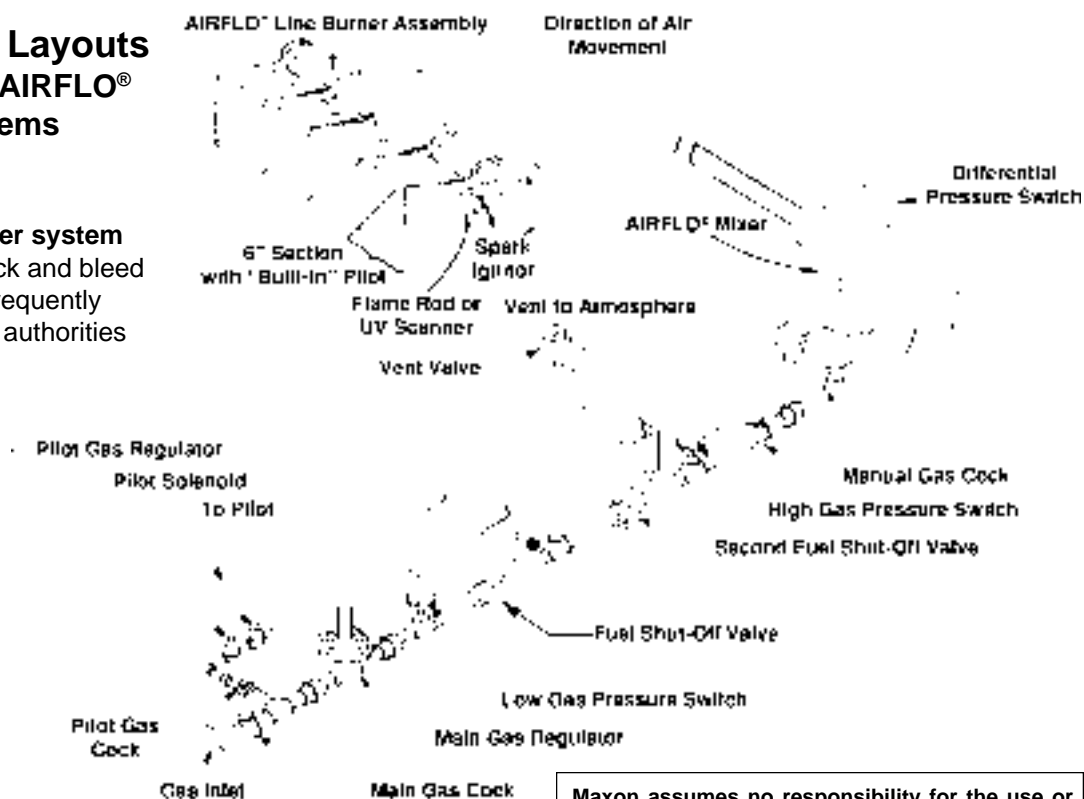 Layouts
AIRFLO®
ems
er system
ck and bleed
requently
authorities
AIRFLO® Line Burner Assembly
Direction of Air
Movement
Differential
Pressure Switch
AIRFLO® Mixer
6" Section
with "Built-in" Pilot
Spark
Ignitor
Flame Rod or
UV Scanner
Vent to Atmosphere
Vent Valve
Pilot Gas Regulator
Pilot Solenoid
To Pilot
Manual Gas Cock
High Gas Pressure Switch
Second Fuel Shut-Off Valve
Fuel Shut-Off Valve
Low Gas Pressure Switch
Main Gas Regulator
Pilot Gas
Cock
Gas Inlet
Main Gas Cock
Maxon assumes no responsibility for the use or